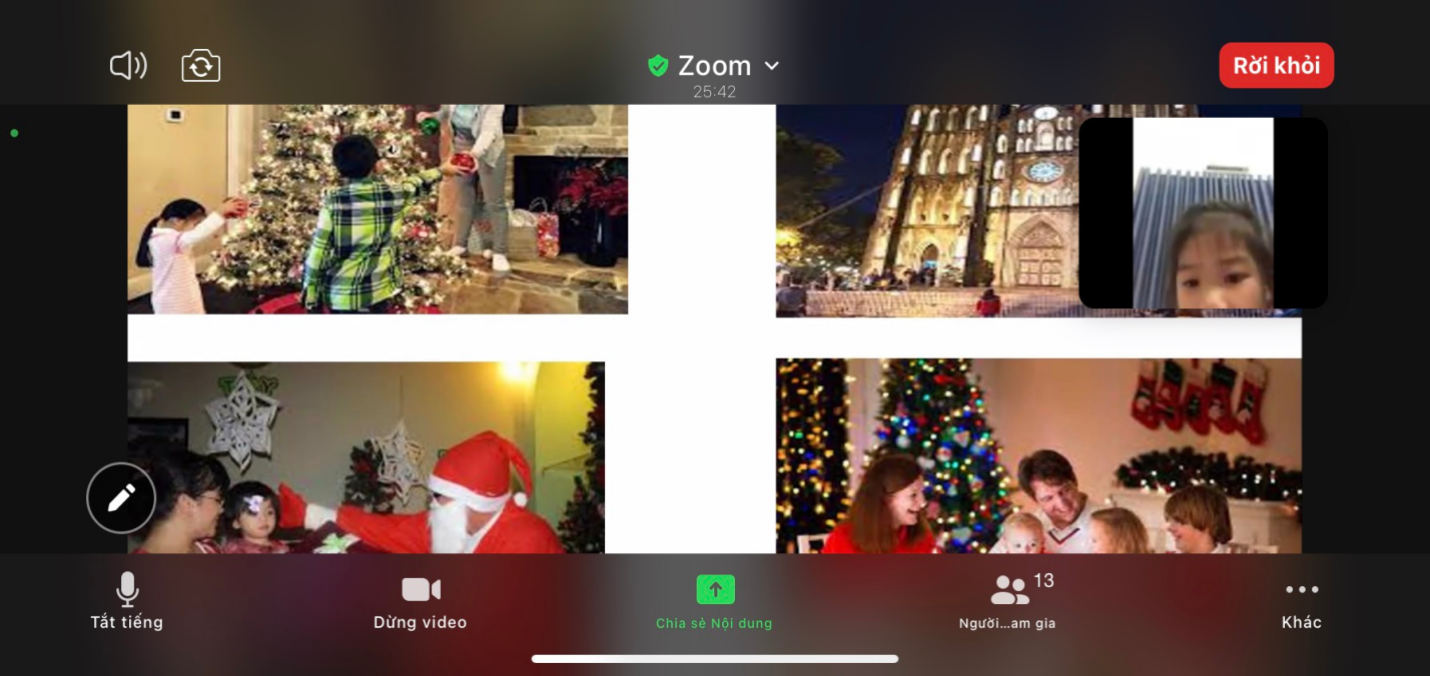 Zoom
Rời khỏi
25:42
13
Tắt tiếng
Dừng video
Chia sẻ Nội dung
Người...am gia
Khác